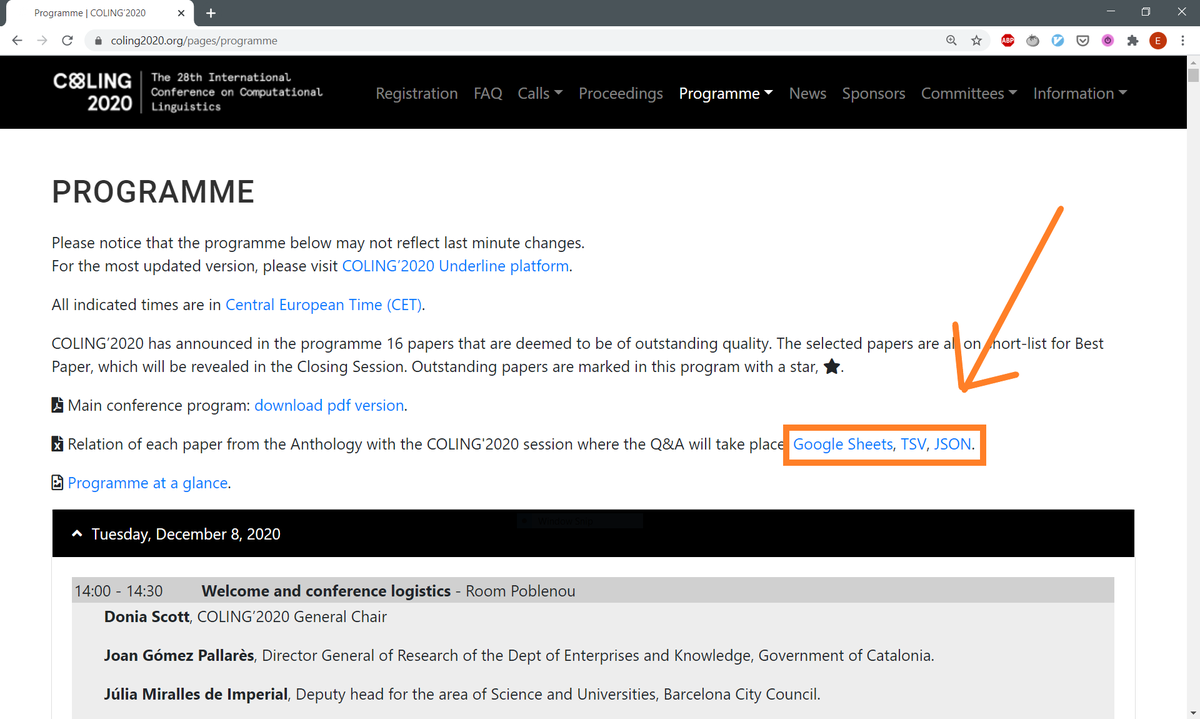 Programme | COLING'2020
coling2020.org/pages/programme
ABP
E
COLING
2020
The 28th International
Conference on Computational
Linguistics
Registration FAQ Calls Proceedings Programme News Sponsors Committees Information
PROGRAMME
Please notice that the programme below may not reflect last minute changes.
For the most updated version, please visit COLING'2020 Underline platform.
All indicated times are in Central European Time (CET).
COLING'2020 has announced in the programme 16 papers that are deemed to be of outstanding quality. The selected papers are all on short-list for Best
Paper, which will be revealed in the Closing Session. Outstanding papers are marked in this program with a star, ★.
Main conference program: download pdf version.
Relation of each paper from the Anthology with the COLING'2020 session where the Q&A will take place Google Sheets, TSV, JSON.
Programme at a glance.
Tuesday, December 8, 2020
14:00 - 14:30 Welcome and conference logistics - Room Poblenou
Donia Scott, COLING'2020 General Chair
Joan Gómez Pallarès, Director General of Research of the Dept of Enterprises and Knowledge, Government of Catalonia.
Júlia Miralles de Imperial, Deputy head for the area of Science and Universities, Barcelona City Council.